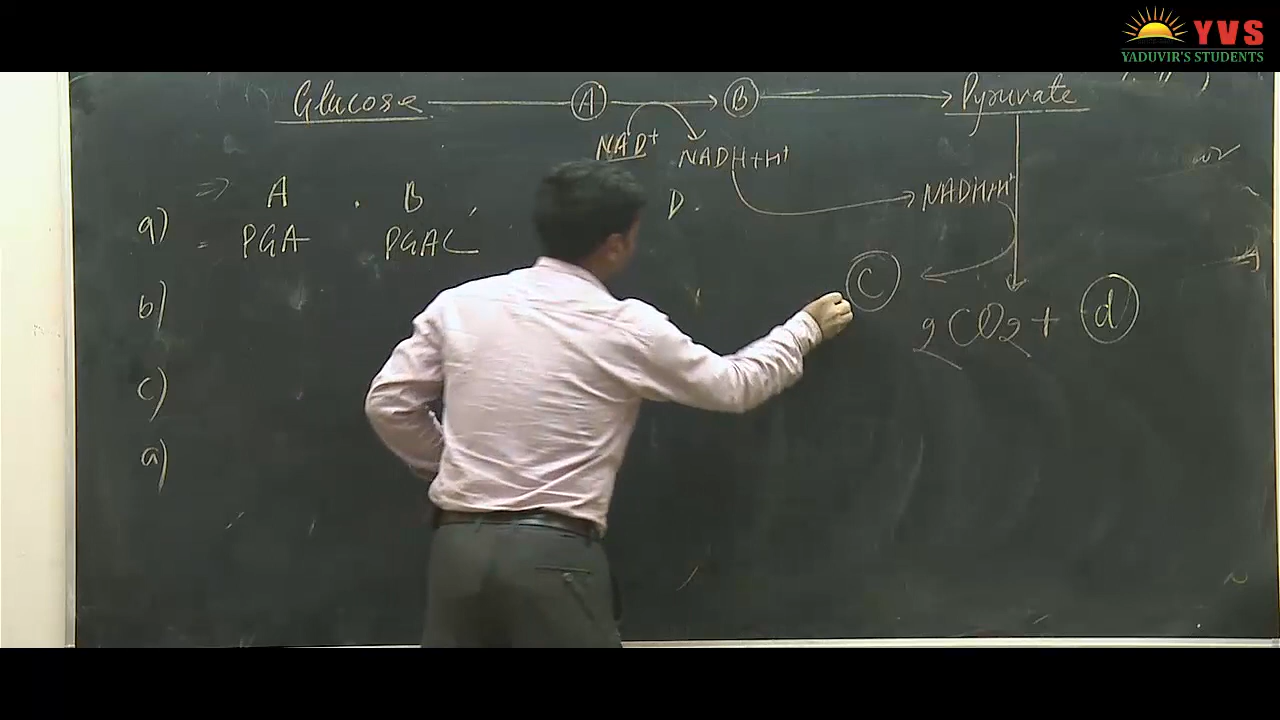 YVS
YADUVIR'S STUDENTS
Glucose A B Pyruvate
NAD+ NADH+H+
NADH+H+
⇒ A . B , D.
a) = PGA PGAL
C
b) 2CO2 + d
c)
a)